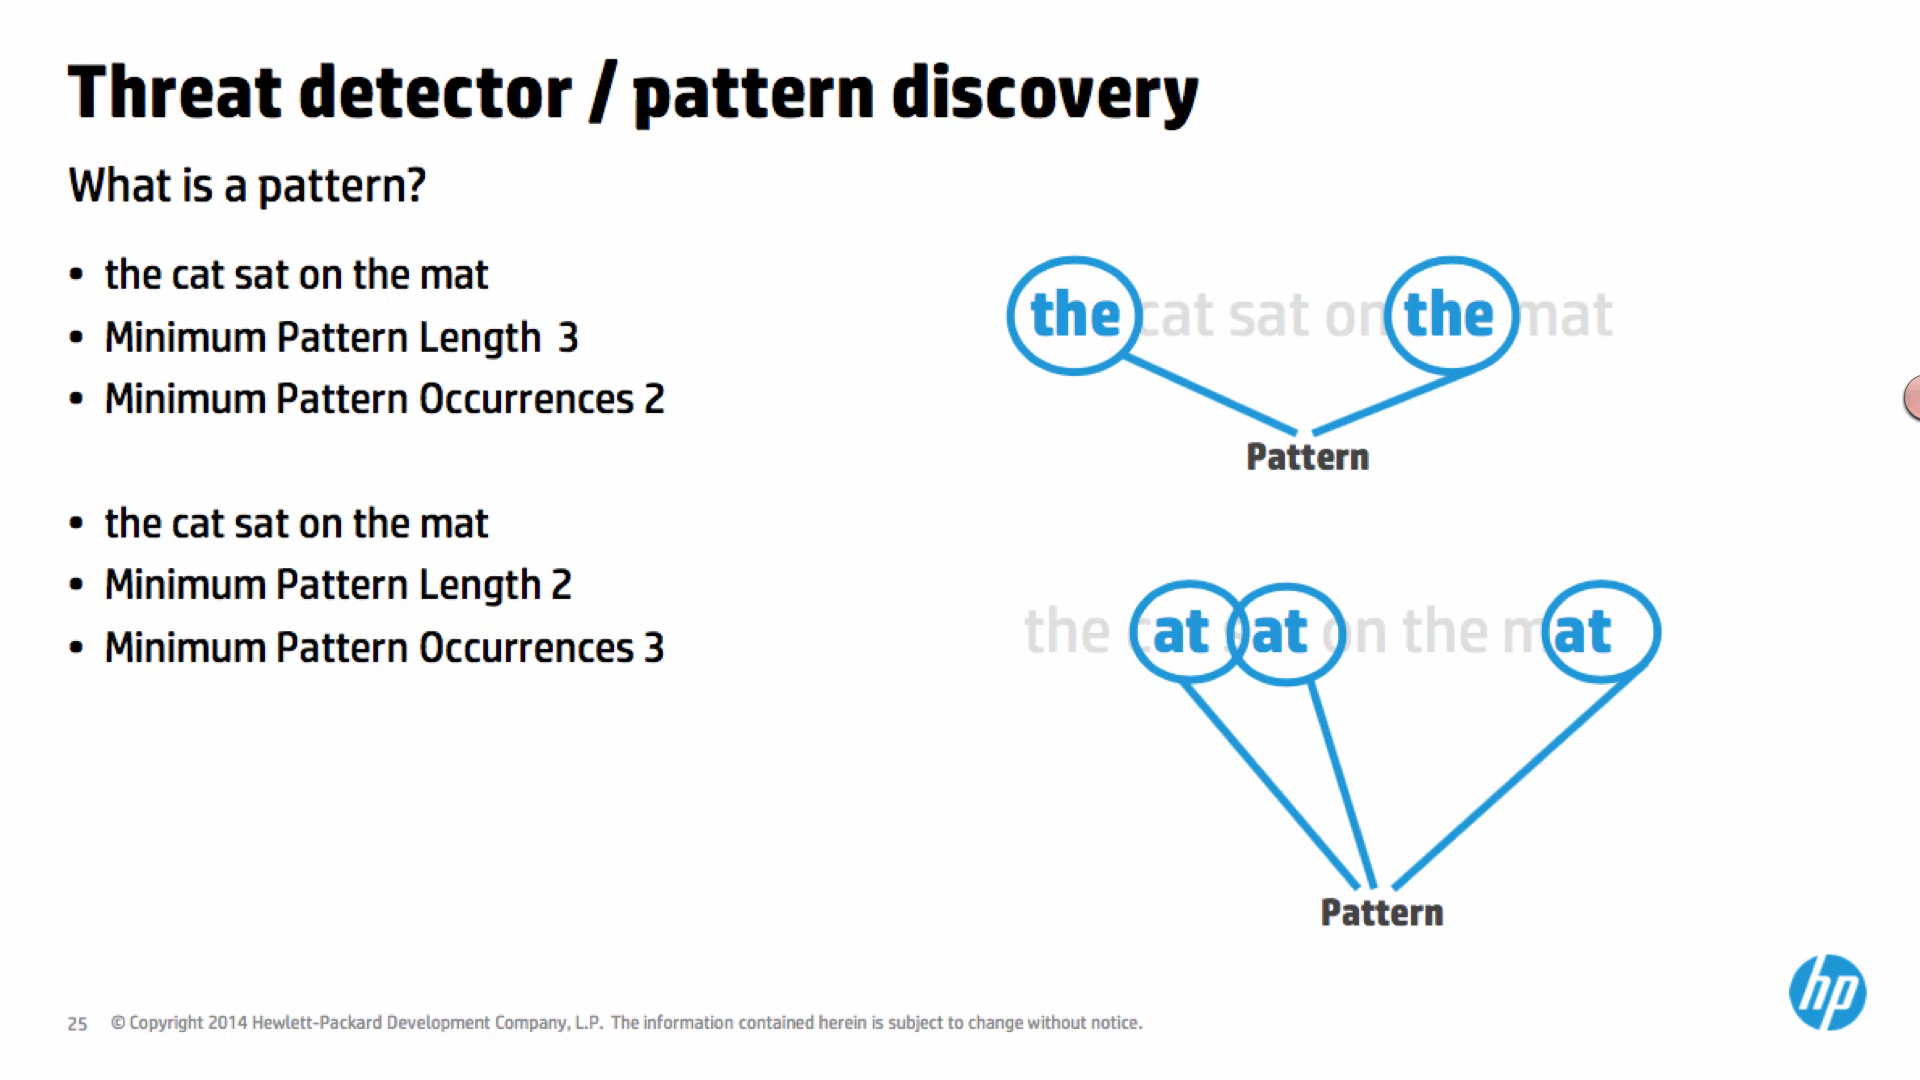 Threat detector / pattern discovery
What is a pattern?
• the cat sat on the mat
• Minimum Pattern Length 3
• Minimum Pattern Occurrences 2
the cat sat on the mat
Pattern
• the cat sat on the mat
• Minimum Pattern Length 2
• Minimum Pattern Occurrences 3
the cat sat on the mat
Pattern
hp
25 © Copyright 2014 Hewlett-Packard Development Company, L.P. The information contained herein is subject to change without notice.